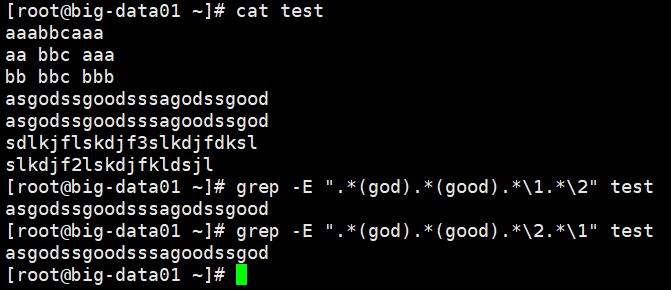 [root@big-data01 ~]# cat test
aaabbcaaa
aa bbc aaa
bb bbc bbb
asgodssgoodsssagodssgood
asgodssgoodsssagoodssgod
sdlkjflskdjf3slkdjfdksl
slkdjf2lskdjfkldsjl
[root@big-data01 ~]# grep -E ".*(god).*(good).*\1.*\2" test
asgodssgoodsssagodssgood
[root@big-data01 ~]# grep -E ".*(god).*(good).*\2.*\1" test
asgodssgoodsssagoodssgod
[root@big-data01 ~]#